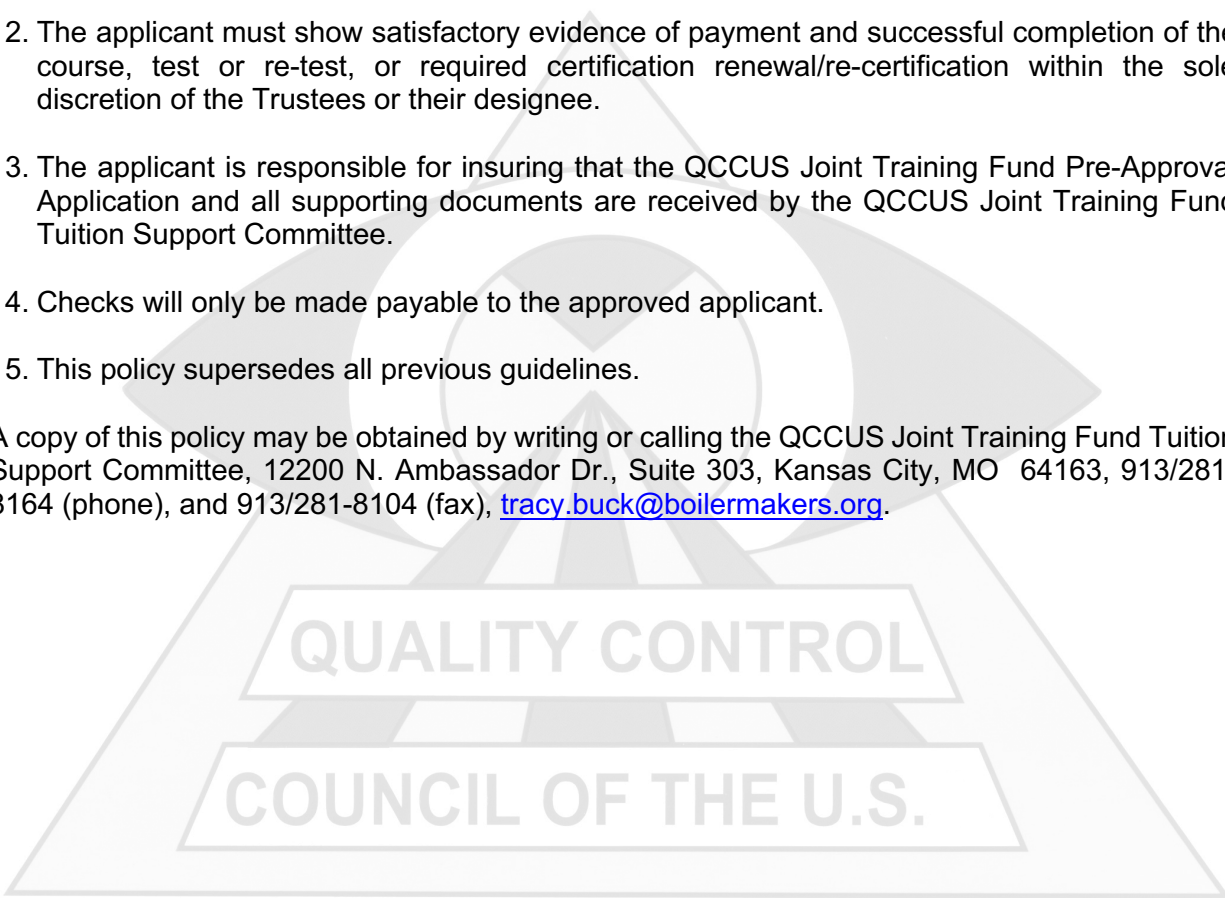 2. The applicant must show satisfactory evidence of payment and successful completion of the
course, test or re-test, or required certification renewal/re-certification within the sole
discretion of the Trustees or their designee.
3. The applicant is responsible for insuring that the QCCUS Joint Training Fund Pre-Approva
Application and all supporting documents are received by the QCCUS Joint Training Fund
Tuition Support Committee.
4. Checks will only be made payable to the approved applicant.
5. This policy supersedes all previous guidelines.
A copy of this policy may be obtained by writing or calling the QCCUS Joint Training Fund Tuition
Support Committee, 12200 N. Ambassador Dr., Suite 303, Kansas City, MO 64163, 913/281
8164 (phone), and 913/281-8104 (fax), tracy.buck@boilermakers.org.
QUALITY CONTROL
COUNCIL OF THE U.S.